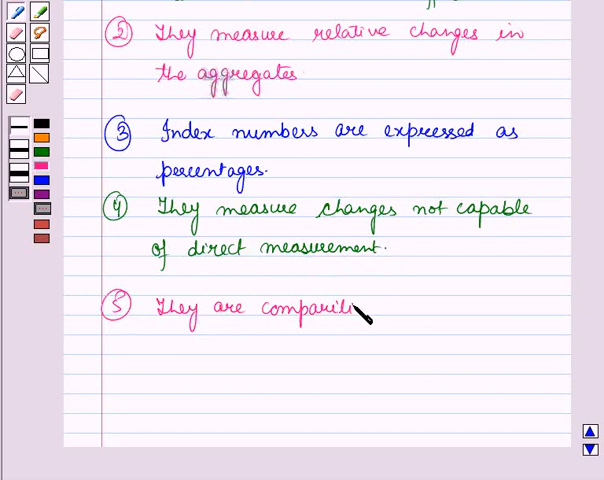 ② They measure relative changes in
the aggregates
③ Index numbers are expressed as
percentages.
④ They measure changes not capable
of direct measurement.
⑤ They are comparili